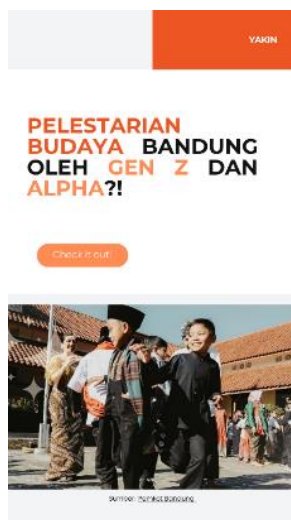 YAKIN
PELESTARIAN
BUDAYA BANDUNG
OLEH GEN Z DAN
ALPHA?!
Check it out!
Sumber: Pemkot Bandung